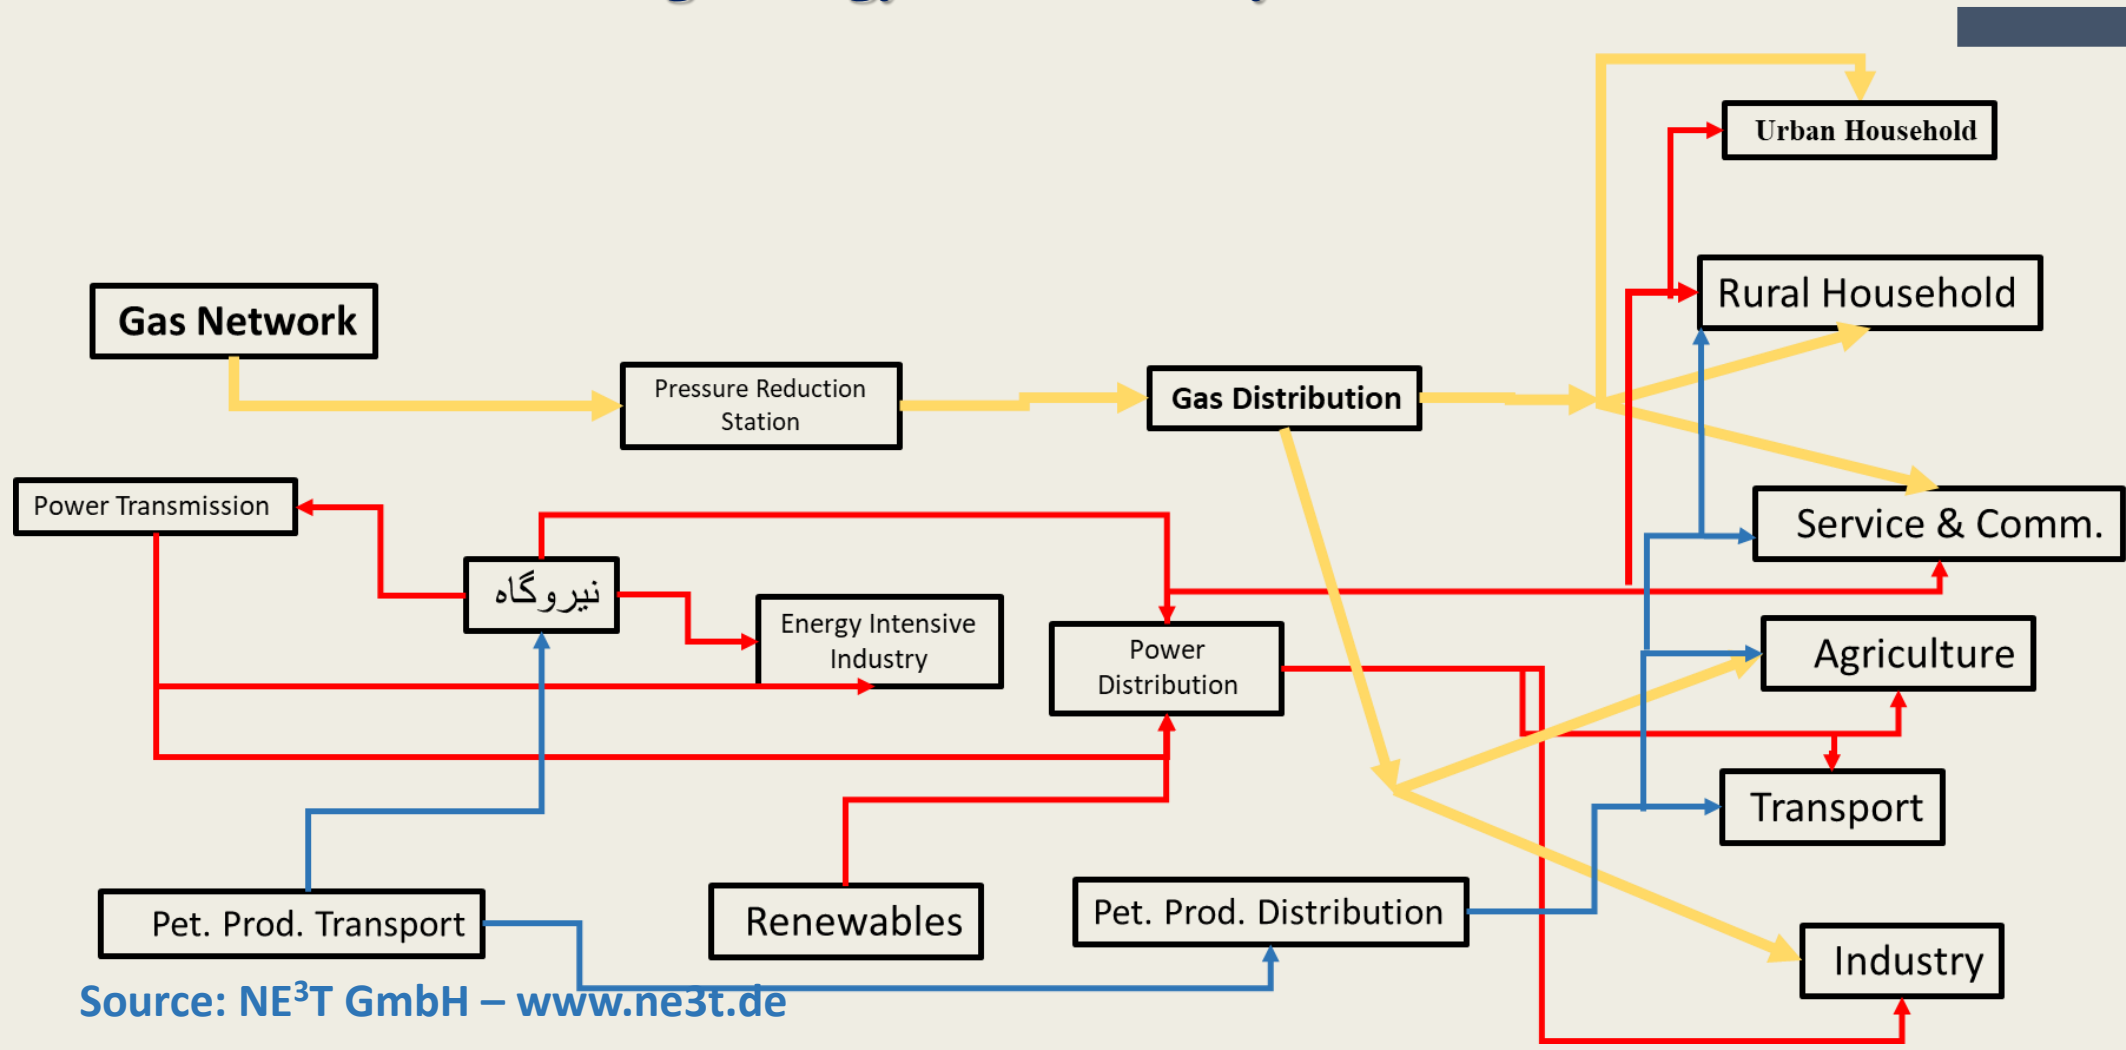 Urban Household
Rural Household
Gas Network
Pressure Reduction
Station
Gas Distribution
Power Transmission
Service & Comm.
نیروگاه
Energy Intensive
Industry
Power
Distribution
Agriculture
Transport
Pet. Prod. Transport
Renewables
Pet. Prod. Distribution
Industry
Source: NE³T GmbH – www.ne3t.de